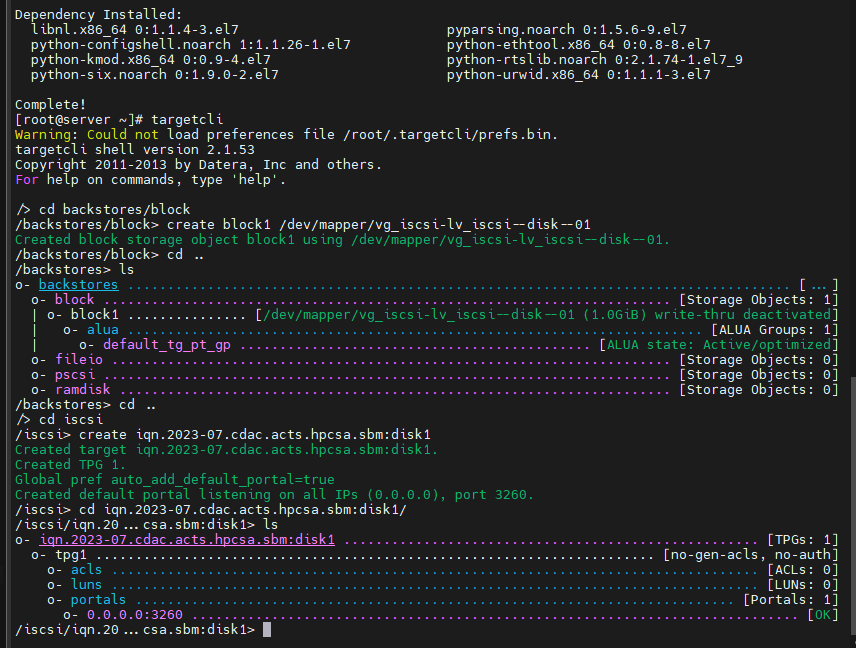 Dependency Installed:
  libnl.x86_64 0:1.1.4-3.el7                          pyparsing.noarch 0:1.5.6-9.el7
  python-configshell.noarch 1:1.1.26-1.el7            python-ethtool.x86_64 0:0.8-8.el7
  python-kmod.x86_64 0:0.9-4.el7                      python-rtslib.noarch 0:2.1.74-1.el7_9
  python-six.noarch 0:1.9.0-2.el7                     python-urwid.x86_64 0:1.1.1-3.el7
Complete!
[root@server ~]# targetcli
Warning: Could not load preferences file /root/.targetcli/prefs.bin.
targetcli shell version 2.1.53
Copyright 2011-2013 by Datera, Inc and others.
For help on commands, type 'help'.
/> cd backstores/block
/backstores/block> create block1 /dev/mapper/vg_iscsi-lv_iscsi--disk--01
Created block storage object block1 using /dev/mapper/vg_iscsi-lv_iscsi--disk--01.
/backstores/block> cd ..
/backstores> ls
o- backstores ................................................................................... [...]
  o- block ....................................................................... [Storage Objects: 1]
  | o- block1 ............... [/dev/mapper/vg_iscsi-lv_iscsi--disk--01 (1.0GiB) write-thru deactivated]
  |   o- alua ........................................................................ [ALUA Groups: 1]
  |     o- default_tg_pt_gp ............................................ [ALUA state: Active/optimized]
  o- fileio ...................................................................... [Storage Objects: 0]
  o- pscsi ....................................................................... [Storage Objects: 0]
  o- ramdisk ..................................................................... [Storage Objects: 0]
/backstores> cd ..
/> cd iscsi
/iscsi> create iqn.2023-07.cdac.acts.hpcsa.sbm:disk1
Created target iqn.2023-07.cdac.acts.hpcsa.sbm:disk1.
Created TPG 1.
Global pref auto_add_default_portal=true
Created default portal listening on all IPs (0.0.0.0), port 3260.
/iscsi> cd iqn.2023-07.cdac.acts.hpcsa.sbm:disk1/
/iscsi/iqn.20...csa.sbm:disk1> ls
o- iqn.2023-07.cdac.acts.hpcsa.sbm:disk1 .................................................... [TPGs: 1]
  o- tpg1 ...................................................................... [no-gen-acls, no-auth]
    o- acls ................................................................................. [ACLs: 0]
    o- luns ................................................................................. [LUNs: 0]
    o- portals ........................................................................... [Portals: 1]
      o- 0.0.0.0:3260 ............................................................................ [OK]
/iscsi/iqn.20...csa.sbm:disk1>